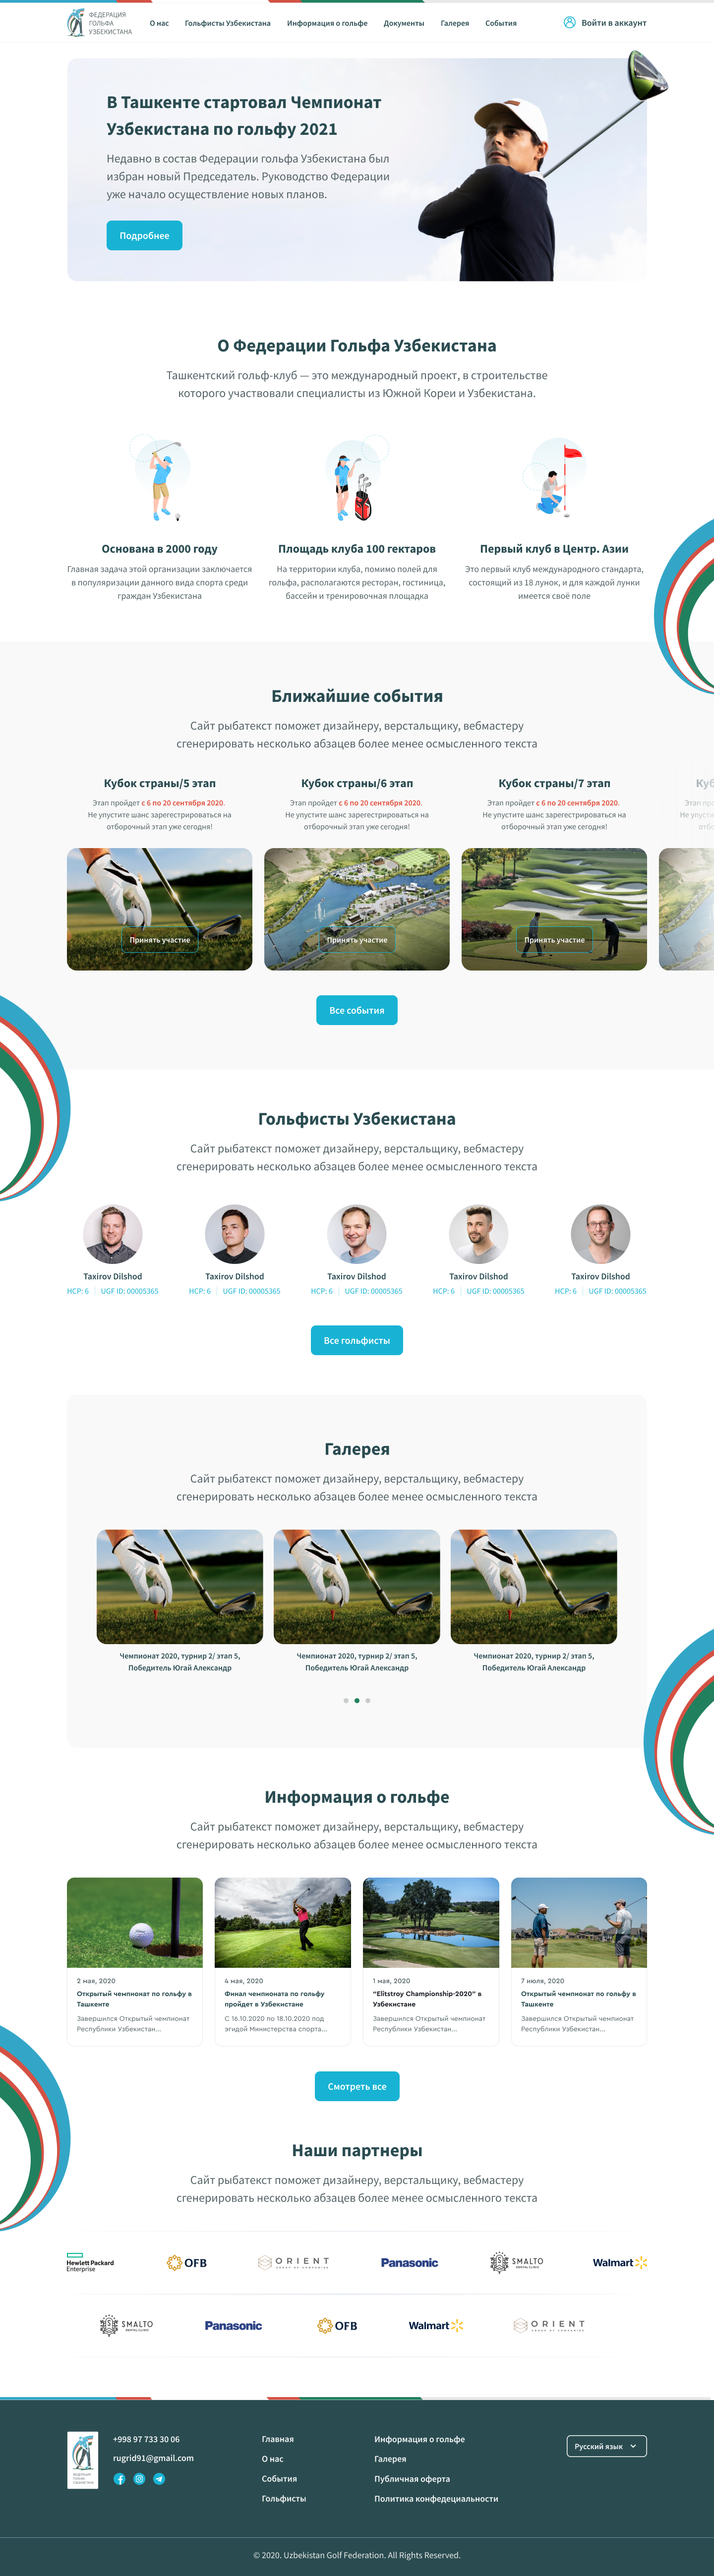 ФЕДЕРАЦИЯ
ГОЛЬФА
УЗБЕКИСТАНА
О нас
Гольфисты Узбекистана
Информация о гольфе
Документы
Галерея
События
Войти в аккаунт
В Ташкенте стартовал Чемпионат
Узбекистана по гольфу 2021
Недавно в состав Федерации гольфа Узбекистана был
избран новый Председатель. Руководство Федерации
уже начало осуществление новых планов.
Подробнее
О Федерации Гольфа Узбекистана
Ташкентский гольф-клуб — это международный проект, в строительстве
которого участвовали специалисты из Южной Кореи и Узбекистана.
Основана в 2000 году
Главная задача этой организации заключается
в популяризации данного вида спорта среди
граждан Узбекистана
Площадь клуба 100 гектаров
На территории клуба, помимо полей для
гольфа, располагаются ресторан, гостиница,
бассейн и тренировочная площадка
Первый клуб в Центр. Азии
Это первый клуб международного стандарта,
состоящий из 18 лунок, и для каждой лунки
имеется своё поле
Ближайшие события
Сайт рыбатекст поможет дизайнеру, верстальщику, вебмастеру
сгенерировать несколько абзацев более менее осмысленного текста
Кубок страны/5 этап
Этап пройдет с 6 по 20 сентября 2020.
Не упустите шанс зарегестрироваться на
отборочный этап уже сегодня!
Принять участие
Кубок страны/6 этап
Этап пройдет с 6 по 20 сентября 2020.
Не упустите шанс зарегестрироваться на
отборочный этап уже сегодня!
Принять участие
Кубок страны/7 этап
Этап пройдет с 6 по 20 сентября 2020.
Не упустите шанс зарегестрироваться на
отборочный этап уже сегодня!
Принять участие
Все события
Гольфисты Узбекистана
Сайт рыбатекст поможет дизайнеру, верстальщику, вебмастеру
сгенерировать несколько абзацев более менее осмысленного текста
Taxirov Dilshod
HCP: 6 | UGF ID: 00005365
Taxirov Dilshod
HCP: 6 | UGF ID: 00005365
Taxirov Dilshod
HCP: 6 | UGF ID: 00005365
Taxirov Dilshod
HCP: 6 | UGF ID: 00005365
Taxirov Dilshod
HCP: 6 | UGF ID: 00005365
Все гольфисты
Галерея
Сайт рыбатекст поможет дизайнеру, верстальщику, вебмастеру
сгенерировать несколько абзацев более менее осмысленного текста
Чемпионат 2020, турнир 2/ этап 5,
Победитель Югай Александр
Чемпионат 2020, турнир 2/ этап 5,
Победитель Югай Александр
Чемпионат 2020, турнир 2/ этап 5,
Победитель Югай Александр
Информация о гольфе
Сайт рыбатекст поможет дизайнеру, верстальщику, вебмастеру
сгенерировать несколько абзацев более менее осмысленного текста
2 мая, 2020
Открытый чемпионат по гольфу в
Ташкенте
Завершился Открытый чемпионат
Республики Узбекистан...
4 мая, 2020
Финал чемпионата по гольфу
пройдет в Узбекистане
С 16.10.2020 по 18.10.2020 под
эгидой Министерства спорта...
1 мая, 2020
"Elitstroy Championship-2020" в
Узбекистане
Завершился Открытый чемпионат
Республики Узбекистан...
7 июля, 2020
Открытый чемпионат по гольфу в
Ташкенте
Завершился Открытый чемпионат
Республики Узбекистан...
Смотреть все
Наши партнеры
Сайт рыбатекст поможет дизайнеру, верстальщику, вебмастеру
сгенерировать несколько абзацев более менее осмысленного текста
Hewlett Packard
Enterprise
OFB
ORIENT
GROUP OF COMPANIES
Panasonic
SMALTO
DENTAL CLINIC
Walmart
SMALTO
DENTAL CLINIC
Panasonic
OFB
Walmart
ORIENT
GROUP OF COMPANIES
+998 97 733 30 06
rugrid91@gmail.com
Главная
О нас
События
Гольфисты
Информация о гольфе
Галерея
Публичная оферта
Политика конфедециальности
Русский язык
ФЕДЕРАЦИЯ
ГОЛЬФА
УЗБЕКИСТАНА
© 2020. Uzbekistan Golf Federation. All Rights Reserved.